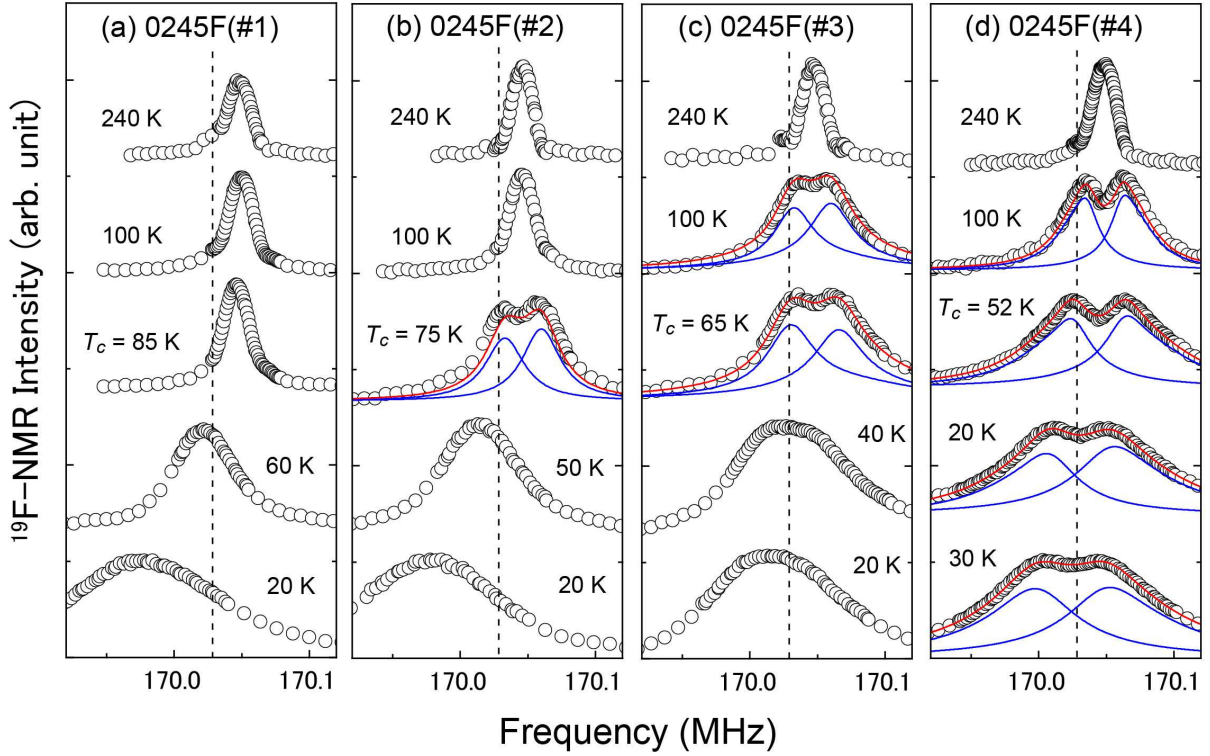 (a) 0245F(#1)
240 K
100 K
Tc = 85 K
60 K
20 K
(b) 0245F(#2)
240 K
100 K
Tc = 75 K
50 K
20 K
(c) 0245F(#3)
240 K
100 K
Tc = 65 K
40 K
20 K
(d) 0245F(#4)
240 K
100 K
Tc = 52 K
20 K
30 K
¹⁹F–NMR Intensity (arb. unit)
170.0 170.1
170.0 170.1
170.0 170.1
170.0 170.1
Frequency (MHz)